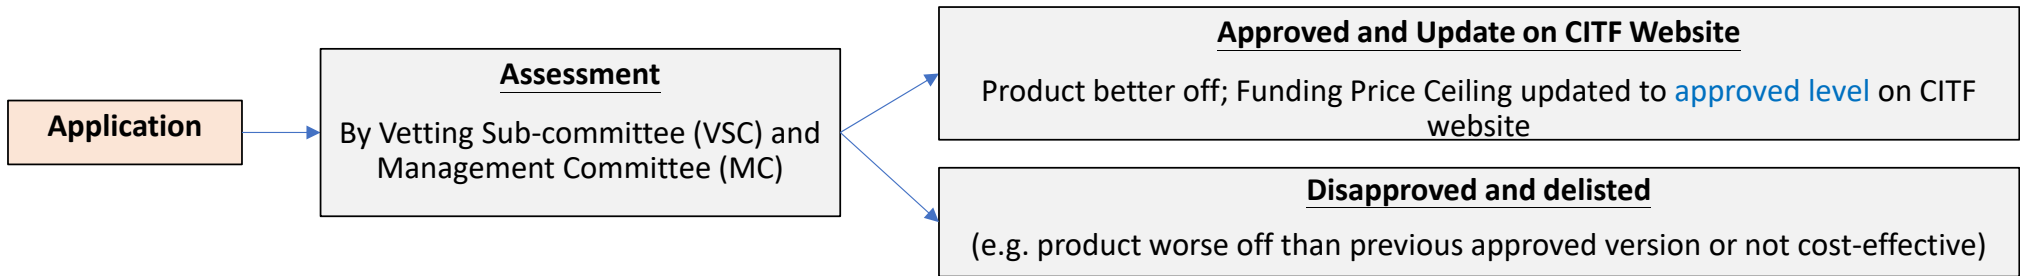 Application
Assessment
By Vetting Sub-committee (VSC) and
Management Committee (MC)
Approved and Update on CITF Website
Product better off; Funding Price Ceiling updated to approved level on CITF
website
Disapproved and delisted
(e.g. product worse off than previous approved version or not cost-effective)